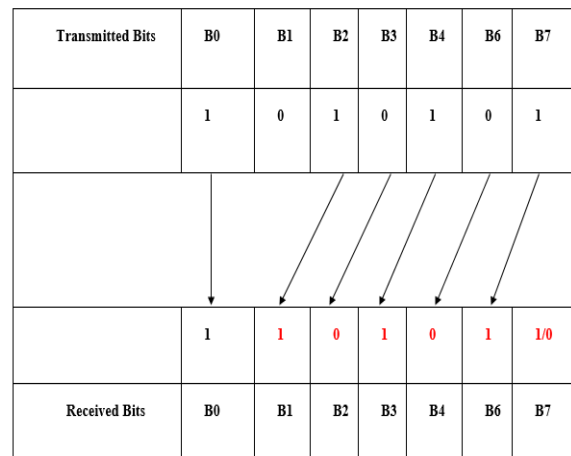 Transmitted Bits B0 B1 B2 B3 B4 B6 B7
1 0 1 0 1 0 1
1 1 0 1 0 1 1/0
Received Bits B0 B1 B2 B3 B4 B6 B7